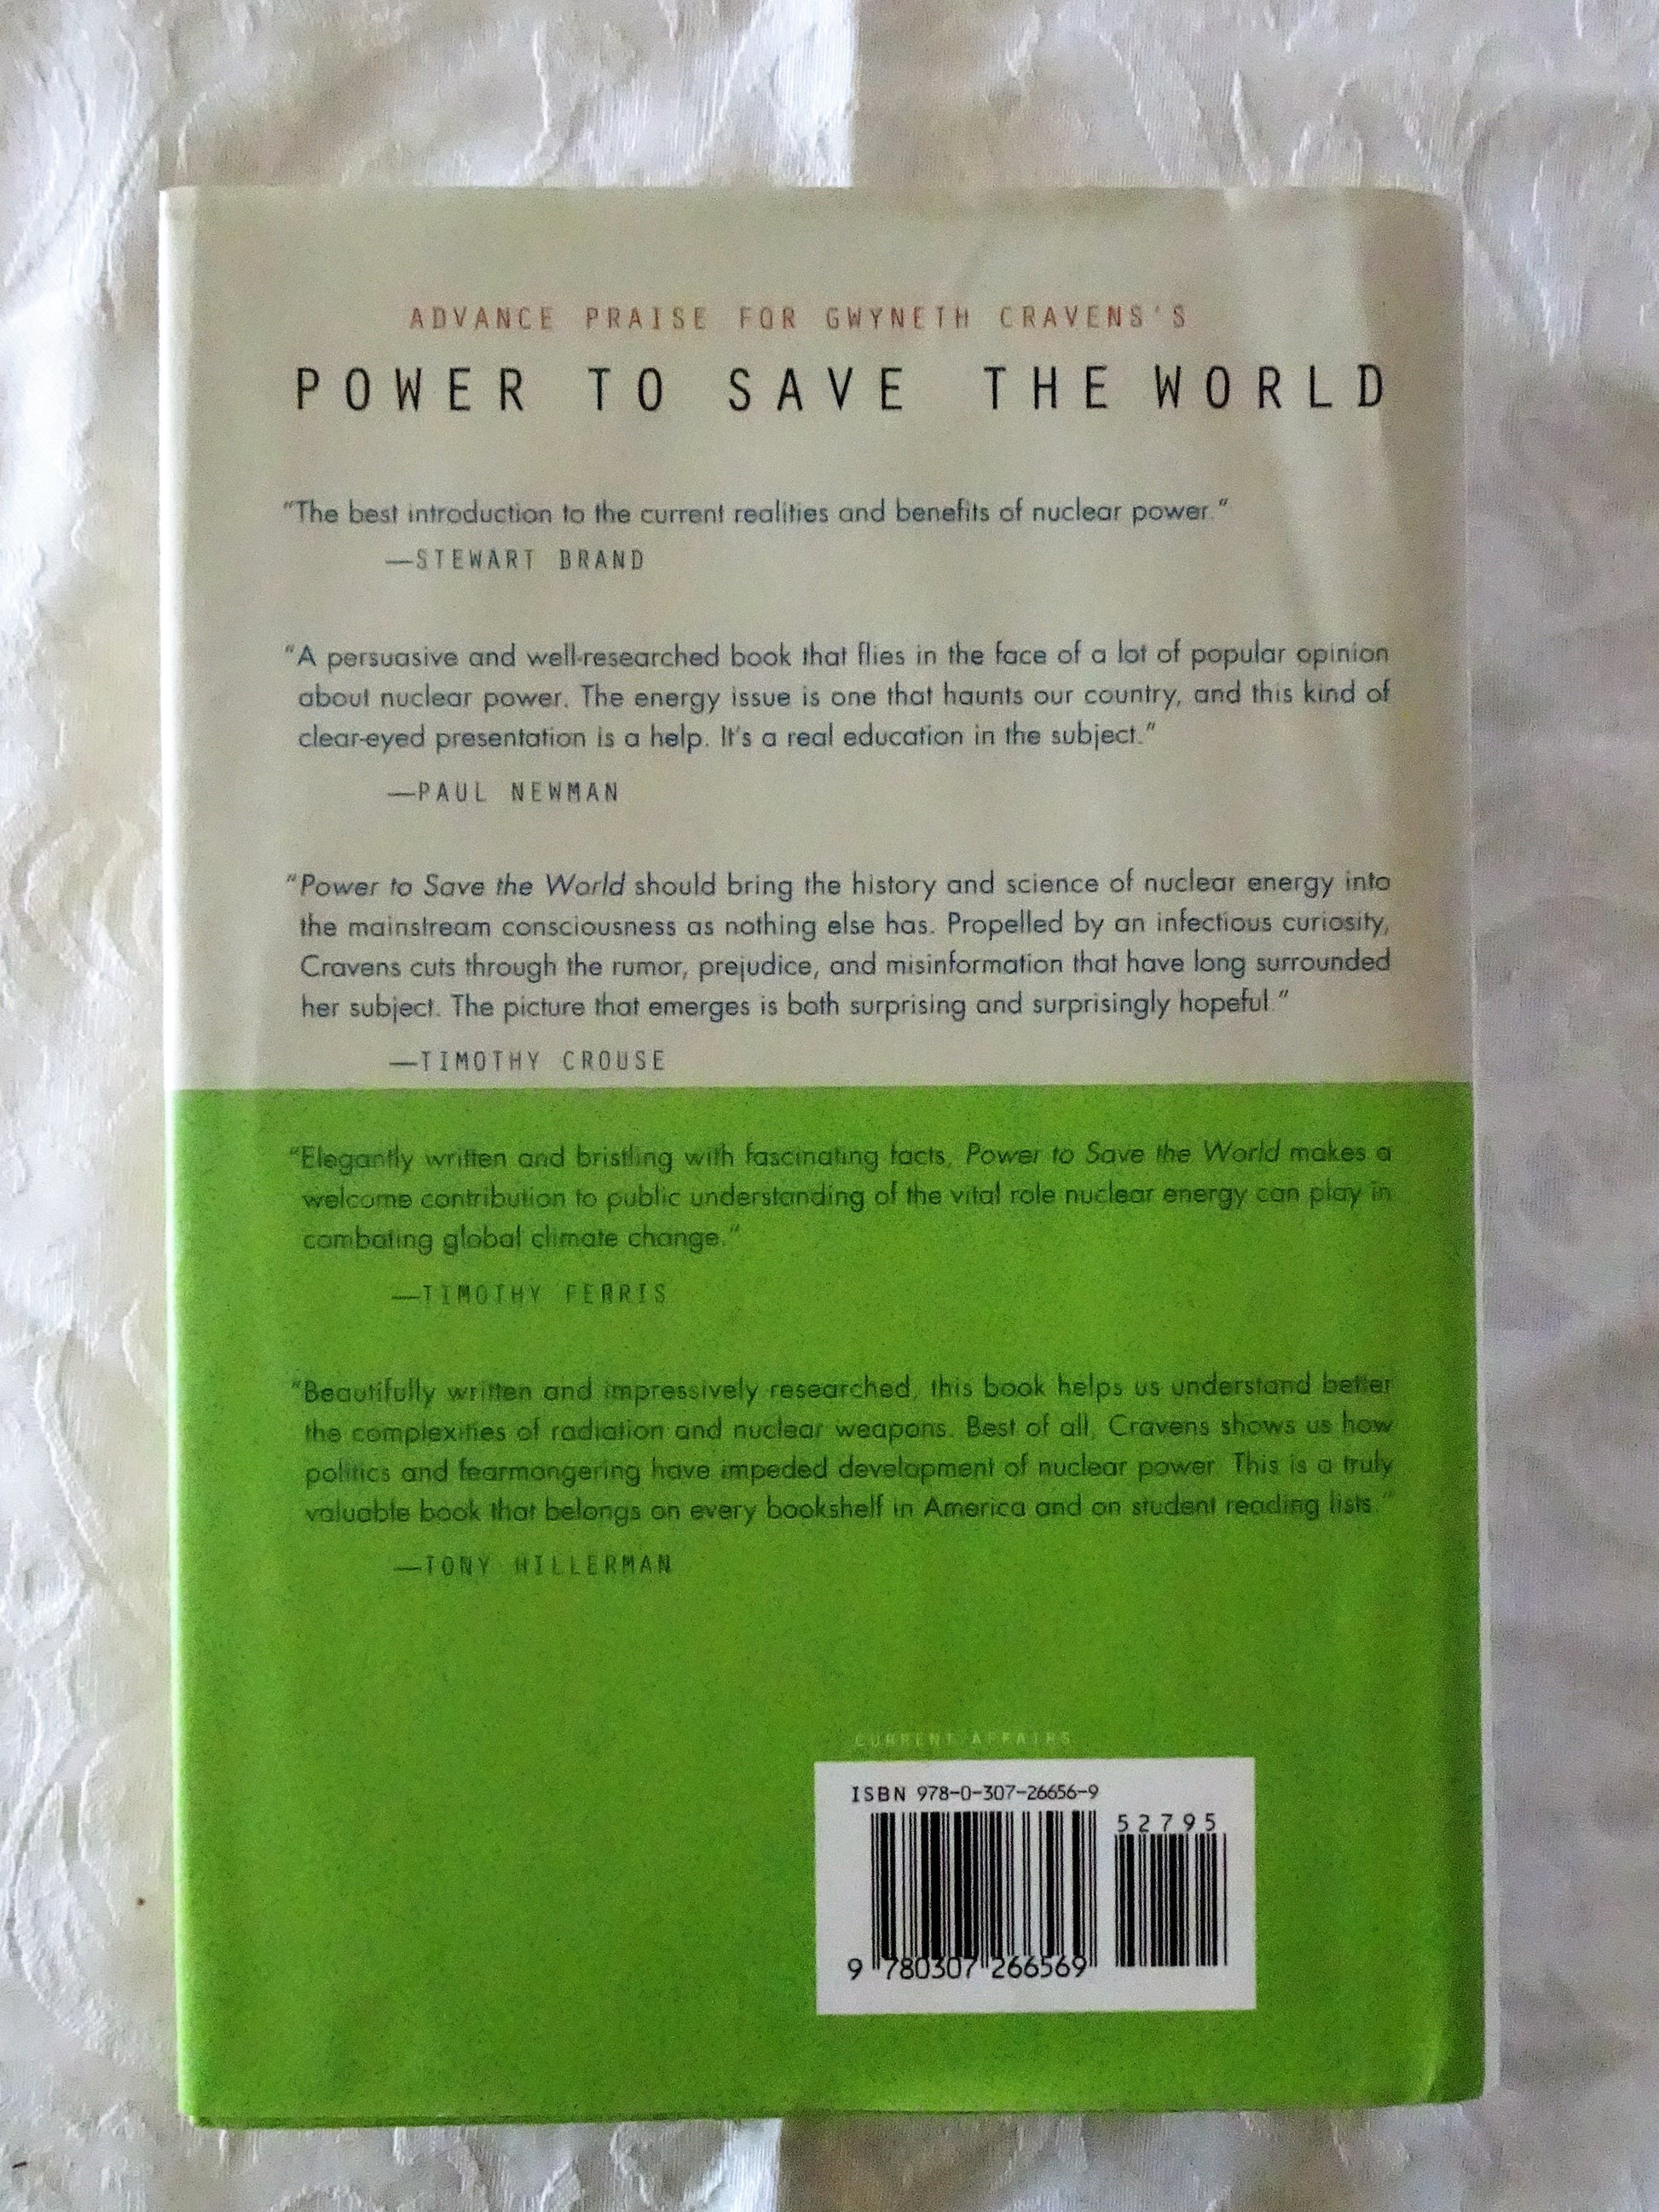 ADVANCE PRAISE FOR GWYNETH CRAVENS'S
POWER TO SAVE THE WORLD
“The best introduction to the current realities and benefits of nuclear power.”
—STEWART BRAND
“A persuasive and well-researched book that flies in the face of a lot of popular opinion
about nuclear power. The energy issue is one that haunts our country, and this kind of
clear-eyed presentation is a help. It's a real education in the subject.”
—PAUL NEWMAN
“Power to Save the World should bring the history and science of nuclear energy into
the mainstream consciousness as nothing else has. Propelled by an infectious curiosity,
Cravens cuts through the rumor, prejudice, and misinformation that have long surrounded
her subject. The picture that emerges is both surprising and surprisingly hopeful.”
—TIMOTHY CROUSE
“Elegantly written and bristling with fascinating facts, Power to Save the World makes a
welcome contribution to public understanding of the vital role nuclear energy can play in
combating global climate change.”
—TIMOTHY FERRIS
“Beautifully written and impressively researched, this book helps us understand better
the complexities of radiation and nuclear weapons. Best of all, Cravens shows us how
politics and fearmongering have impeded development of nuclear power. This is a truly
valuable book that belongs on every bookshelf in America and on student reading lists.”
—TONY HILLERMAN
CURRENT AFFAIRS
ISBN 978-0-307-26656-9
52795
9 780307 266569